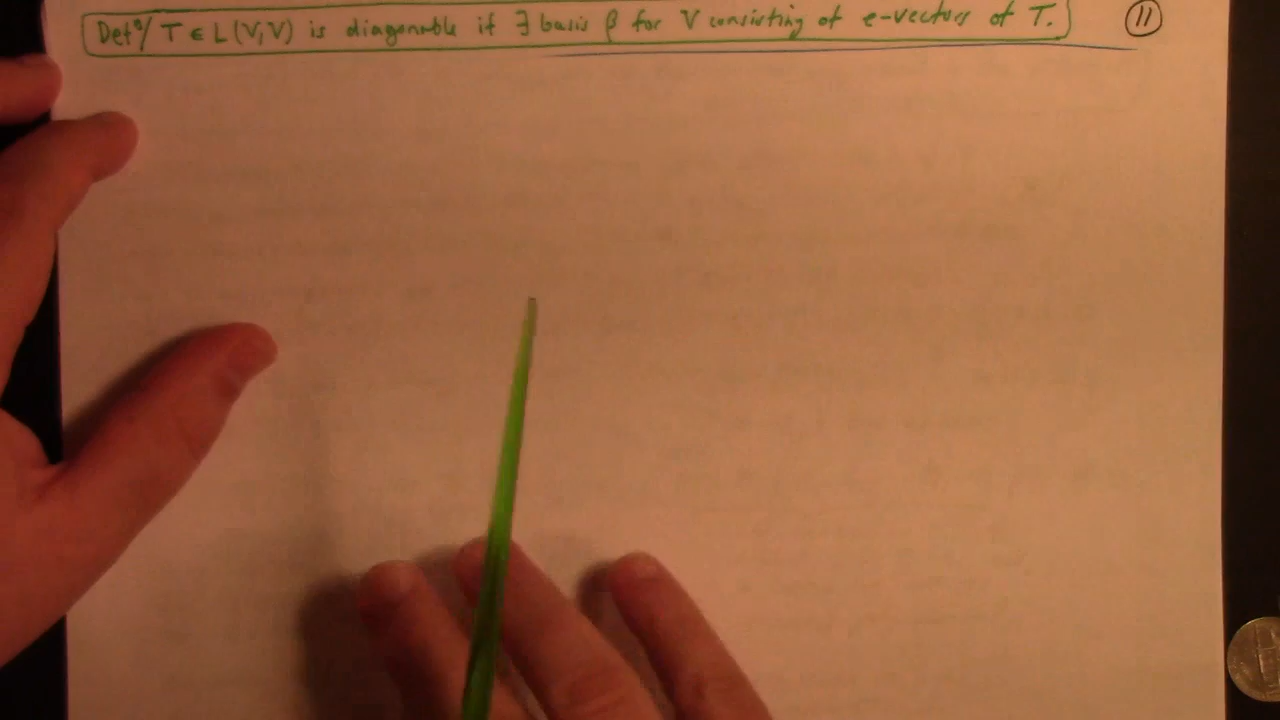 Defⁿ/ T ∈ L(V,V) is diagonable if ∃ basis β for V consisting of e-vectors of T. 11